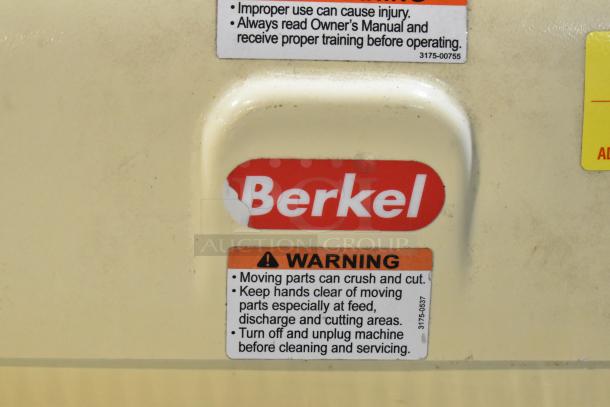 • Improper use can cause injury.
• Always read Owner's Manual and
receive proper training before operating.
3175-00755
Berkel
AUCTION GROUP
WARNING
• Moving parts can crush and cut.
• Keep hands clear of moving
parts especially at feed,
discharge and cutting areas.
• Turn off and unplug machine
before cleaning and servicing.
3175-0537